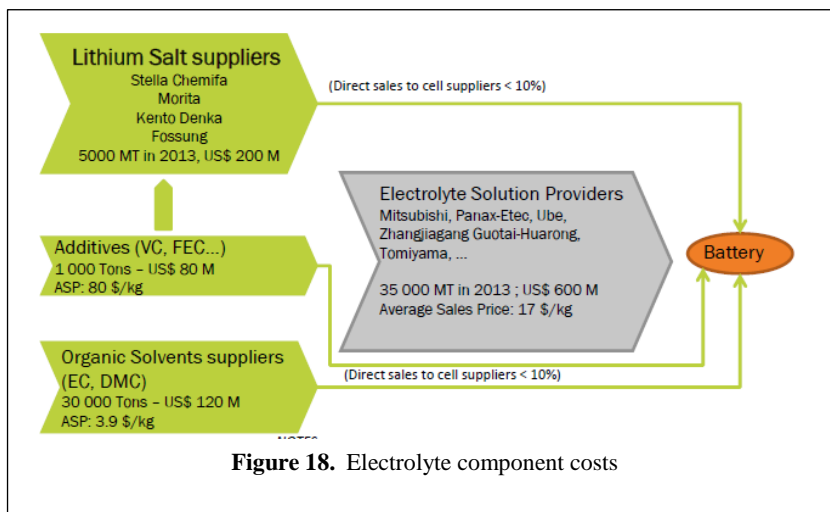 Lithium Salt suppliers
Stella Chemifa
Morita
Kento Denka
Fossung
5000 MT in 2013, US$ 200 M
(Direct sales to cell suppliers < 10%)
Electrolyte Solution Providers
Mitsubishi, Panax-Etec, Ube,
Zhangjiagang Guotai-Huarong,
Tomiyama, ...
35 000 MT in 2013 ; US$ 600 M
Average Sales Price: 17 $/kg
Battery
Additives (VC, FEC...)
1 000 Tons – US$ 80 M
ASP: 80 $/kg
Organic Solvents suppliers
(EC, DMC)
30 000 Tons – US$ 120 M
ASP: 3.9 $/kg
(Direct sales to cell suppliers < 10%)
Figure 18. Electrolyte component costs